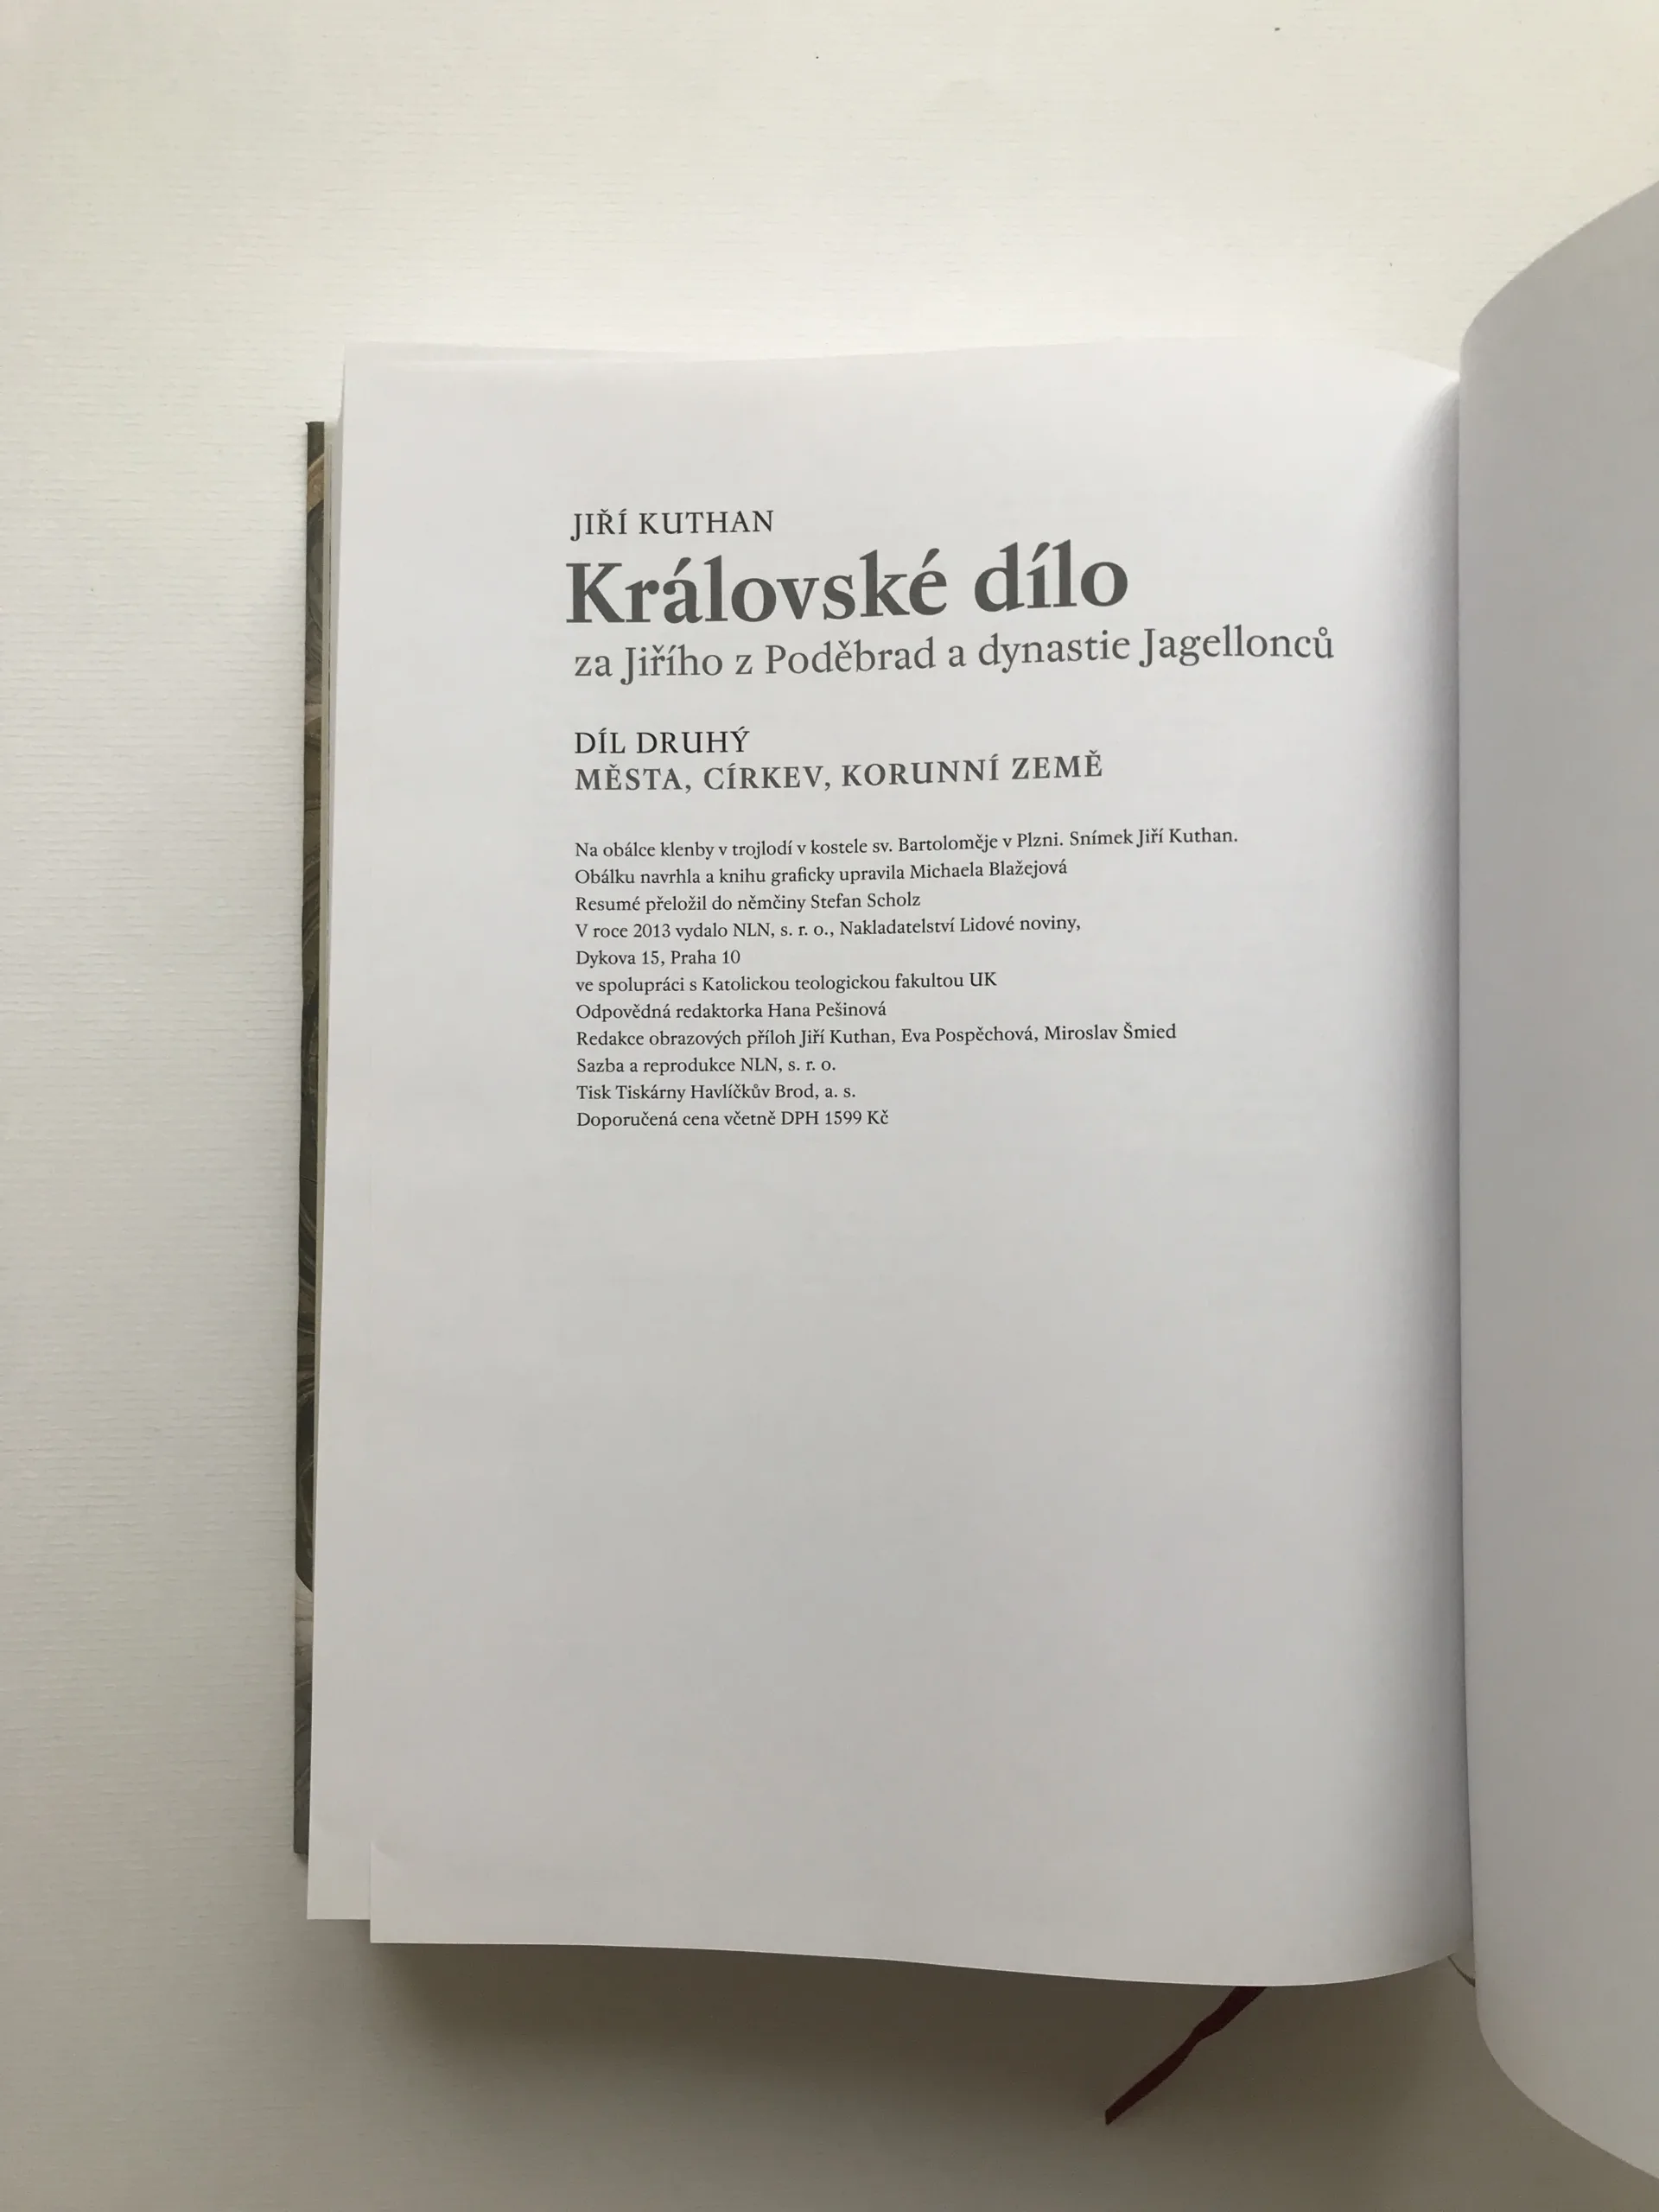 JIŘÍ KUTHAN
Královské dílo
za Jiřího z Poděbrad a dynastie Jagellonců
DÍL DRUHÝ
MĚSTA, CÍRKEV, KORUNNÍ ZEMĚ
Na obálce klenby v trojlodí v kostele sv. Bartoloměje v Plzni. Snímek Jiří Kuthan.
Obálku navrhla a knihu graficky upravila Michaela Blažejová
Resumé přeložil do němčiny Stefan Scholz
V roce 2013 vydalo NLN, s. r. o., Nakladatelství Lidové noviny,
Dykova 15, Praha 10
ve spolupráci s Katolickou teologickou fakultou UK
Odpovědná redaktorka Hana Pešinová
Redakce obrazových příloh Jiří Kuthan, Eva Pospěchová, Miroslav Šmied
Sazba a reprodukce NLN, s. r. o.
Tisk Tiskárny Havlíčkův Brod, a. s.
Doporučená cena včetně DPH 1599 Kč